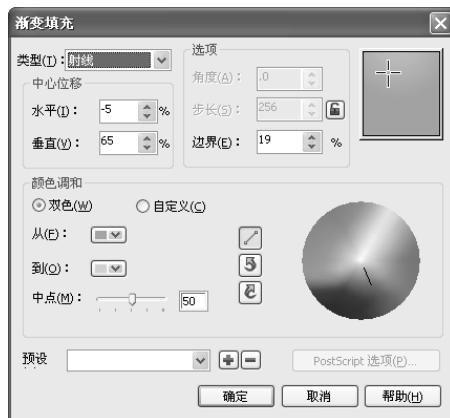 渐变填充
类型(T): 射线
中心位移
水平(I): -5 %
垂直(V): 65 %
选项
角度(A): .0
步长(S): 256
边界(E): 19 %
颜色调和
双色(W) 自定义(C)
从(F):
到(O):
中点(M): 50
预设
PostScript 选项(P)...
确定 取消 帮助(H)